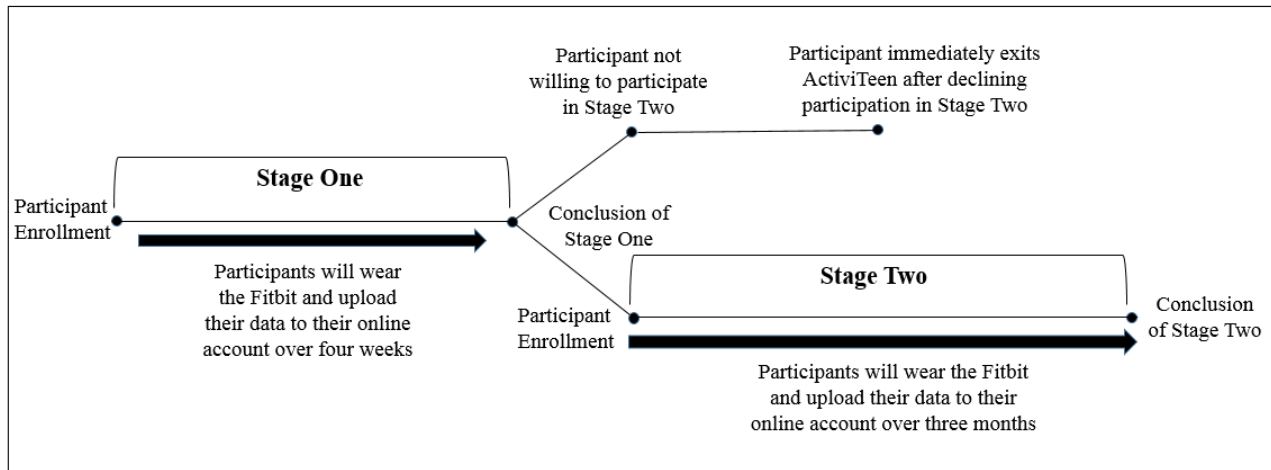 Participant not
willing to participate
in Stage Two
Participant immediately exits
ActiviTeen after declining
participation in Stage Two
Stage One
Participant
Enrollment
Conclusion of
Stage One
Participants will wear
the Fitbit and upload
their data to their online
account over four weeks
Stage Two
Participant
Enrollment
Conclusion
of Stage Two
Participants will wear the Fitbit
and upload their data to their
online account over three months